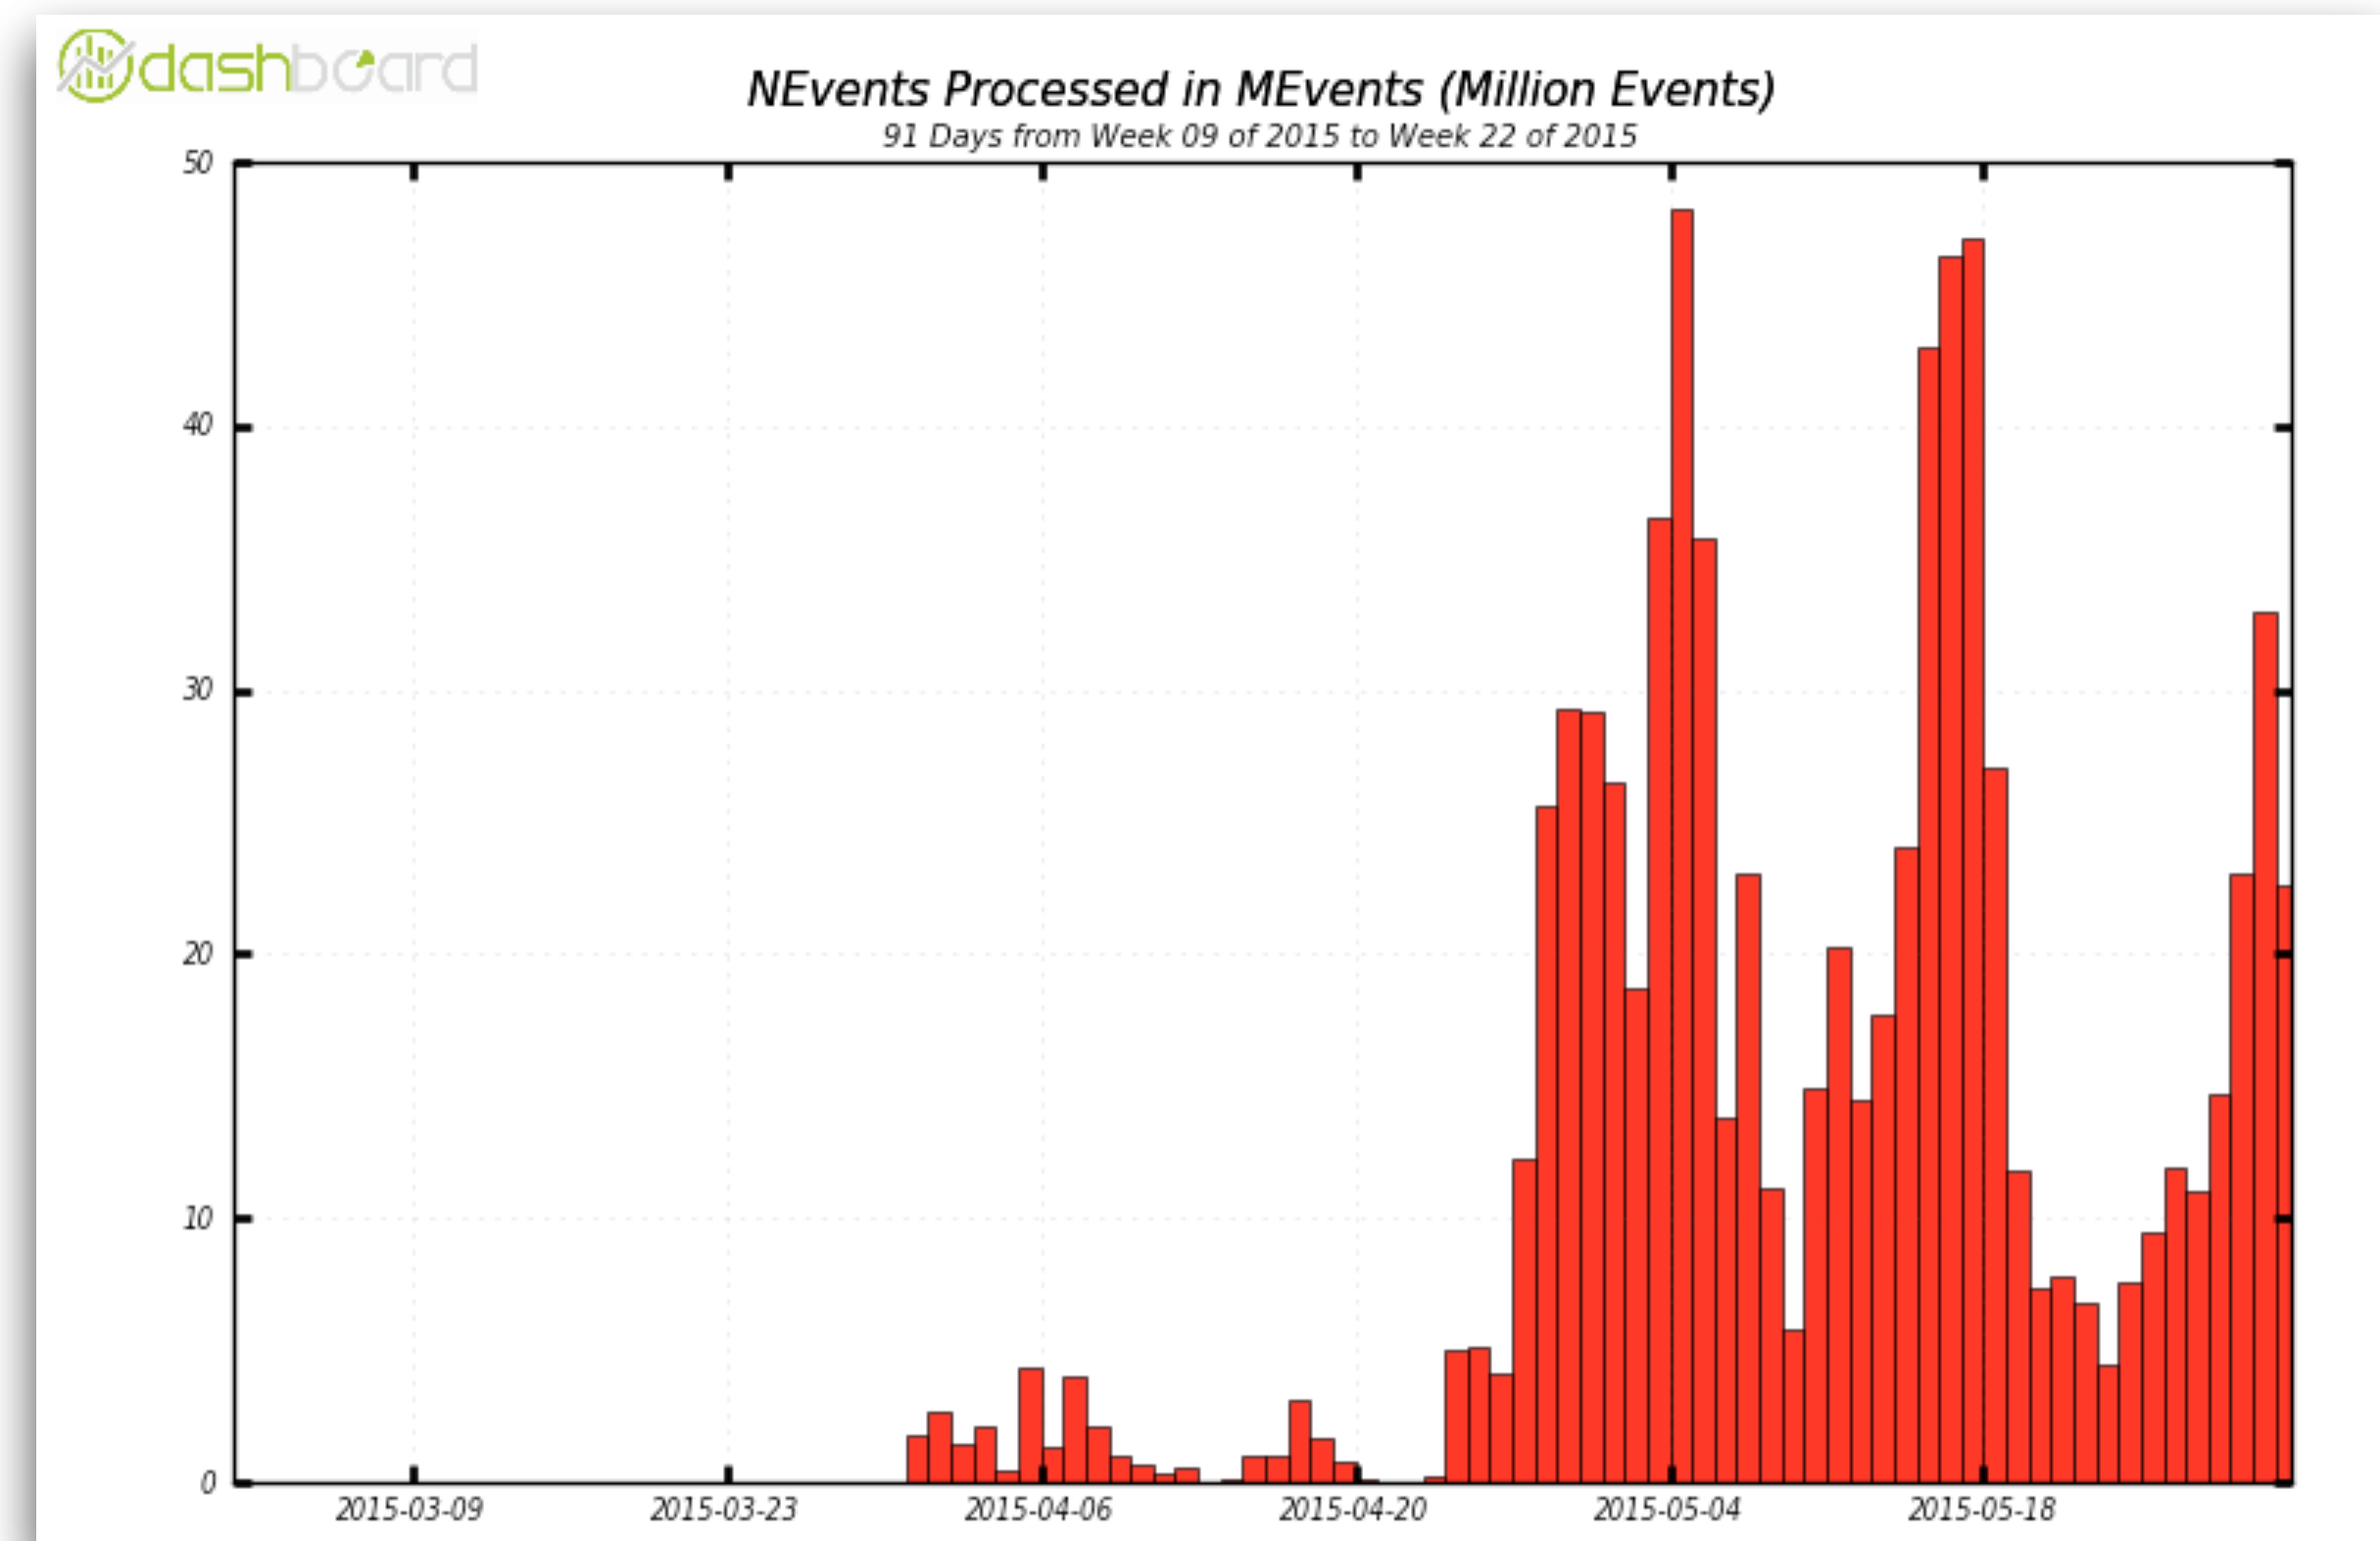 dashboard
NEvents Processed in MEvents (Million Events)
91 Days from Week 09 of 2015 to Week 22 of 2015
50
40
30
20
10
0
2015-03-09 2015-03-23 2015-04-06 2015-04-20 2015-05-04 2015-05-18